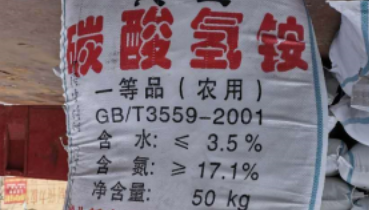 碳酸氢铵
一等品（农用）
GB/T3559-2001
含 水: ≤ 3.5%
含 氮: ≥ 17.1%
净含量: 50 kg